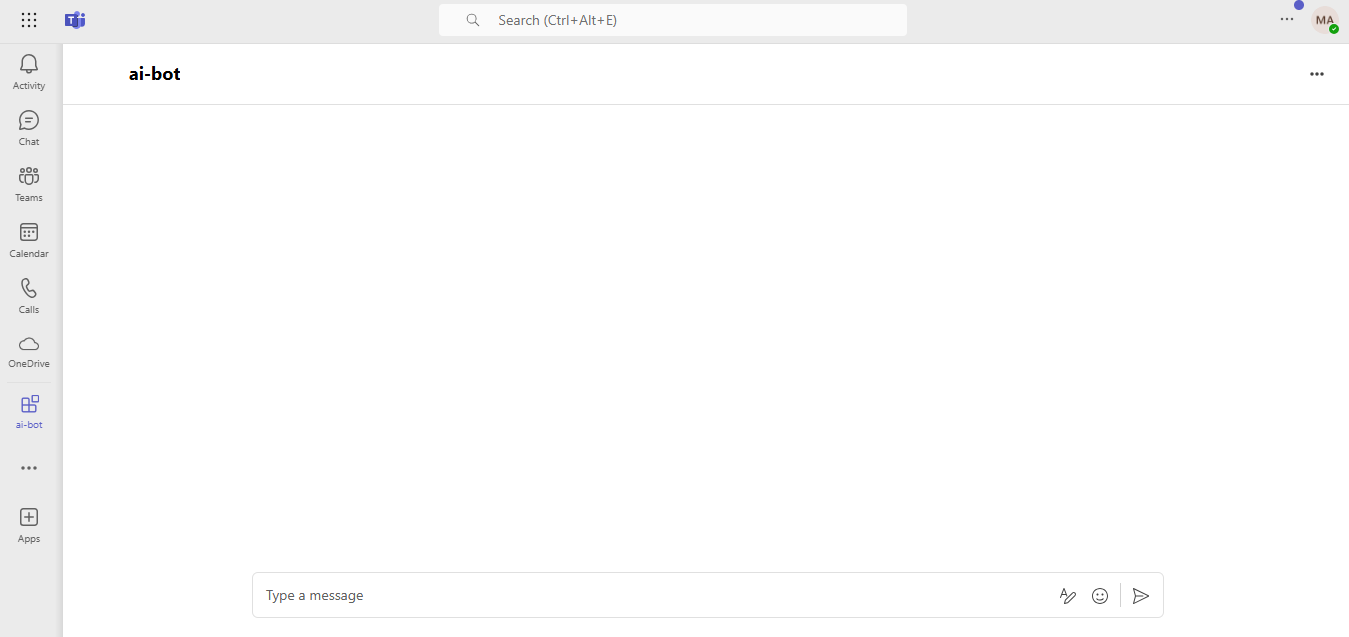 Search (Ctrl+Alt+E)
MA
Activity
Chat
Teams
Calendar
Calls
OneDrive
ai-bot
Apps
ai-bot
Type a message